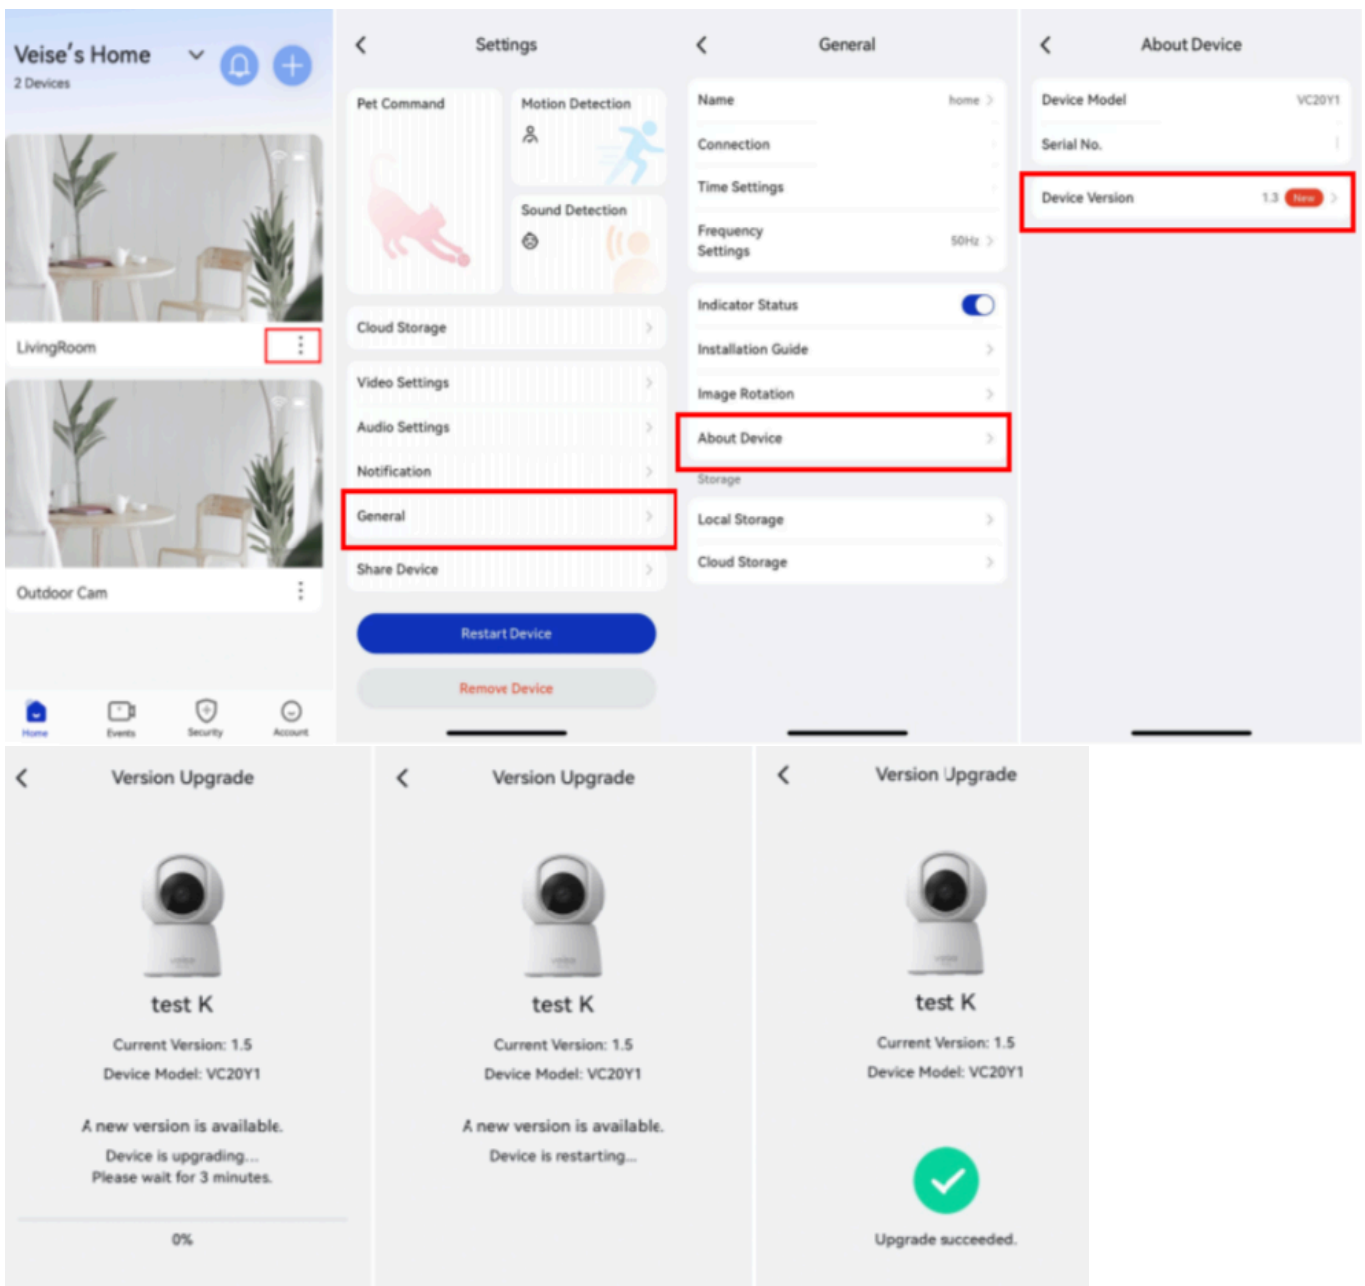 Veise's Home
2 Devices
LivingRoom
Outdoor Cam
Home
Events
Security
Account
Settings
Pet Command
Motion Detection
Sound Detection
Cloud Storage
Video Settings
Audio Settings
Notification
General
Share Device
Restart Device
Remove Device
General
Name home
Connection
Time Settings
Frequency
Settings
50Hz
Indicator Status
Installation Guide
Image Rotation
About Device
Storage
Local Storage
Cloud Storage
About Device
Device Model VC20Y1
Serial No.
Device Version 1.3 New
Version Upgrade
veise
test K
Current Version: 1.5
Device Model: VC20Y1
A new version is available.
Device is upgrading...
Please wait for 3 minutes.
0%
Version Upgrade
veise
test K
Current Version: 1.5
Device Model: VC20Y1
A new version is available.
Device is restarting...
Version Upgrade
veise
test K
Current Version: 1.5
Device Model: VC20Y1
Upgrade succeeded.